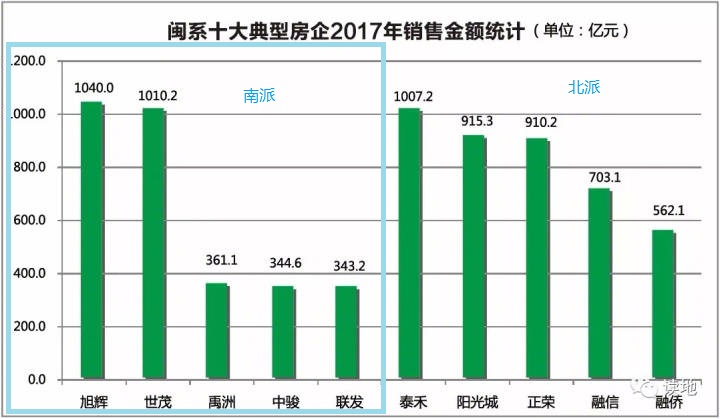 闽系十大典型房企2017年销售金额统计（单位：亿元）
南派
北派
1200.0
1000.0
800.0
600.0
400.0
200.0
0.0
1040.0
1010.2
361.1
344.6
343.2
1007.2
915.3
910.2
703.1
562.1
旭辉
世茂
禹洲
中骏
联发
泰禾
阳光城
正荣
融信
融侨
读地